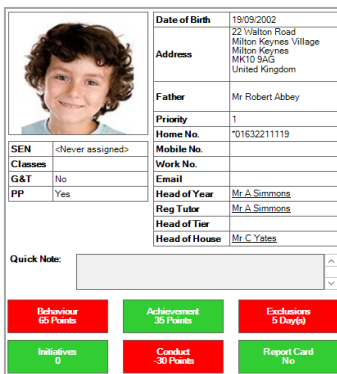 Date of Birth 19/09/2002
Address 22 Walton Road
Milton Keynes Village
Milton Keynes
MK10 9AG
United Kingdom
Father Mr Robert Abbey
Priority 1
Home No. *01632211119
Mobile No.
Work No.
Email
Head of Year Mr A Simmons
Reg Tutor Mr A Simmons
Head of Tier
Head of House Mr C Yates
SEN <Never assigned>
Classes
G&T No
PP Yes
Quick Note:
Behaviour
65 Points
Achievement
35 Points
Exclusions
5 Day(s)
Initiatives
0
Conduct
-30 Points
Report Card
No